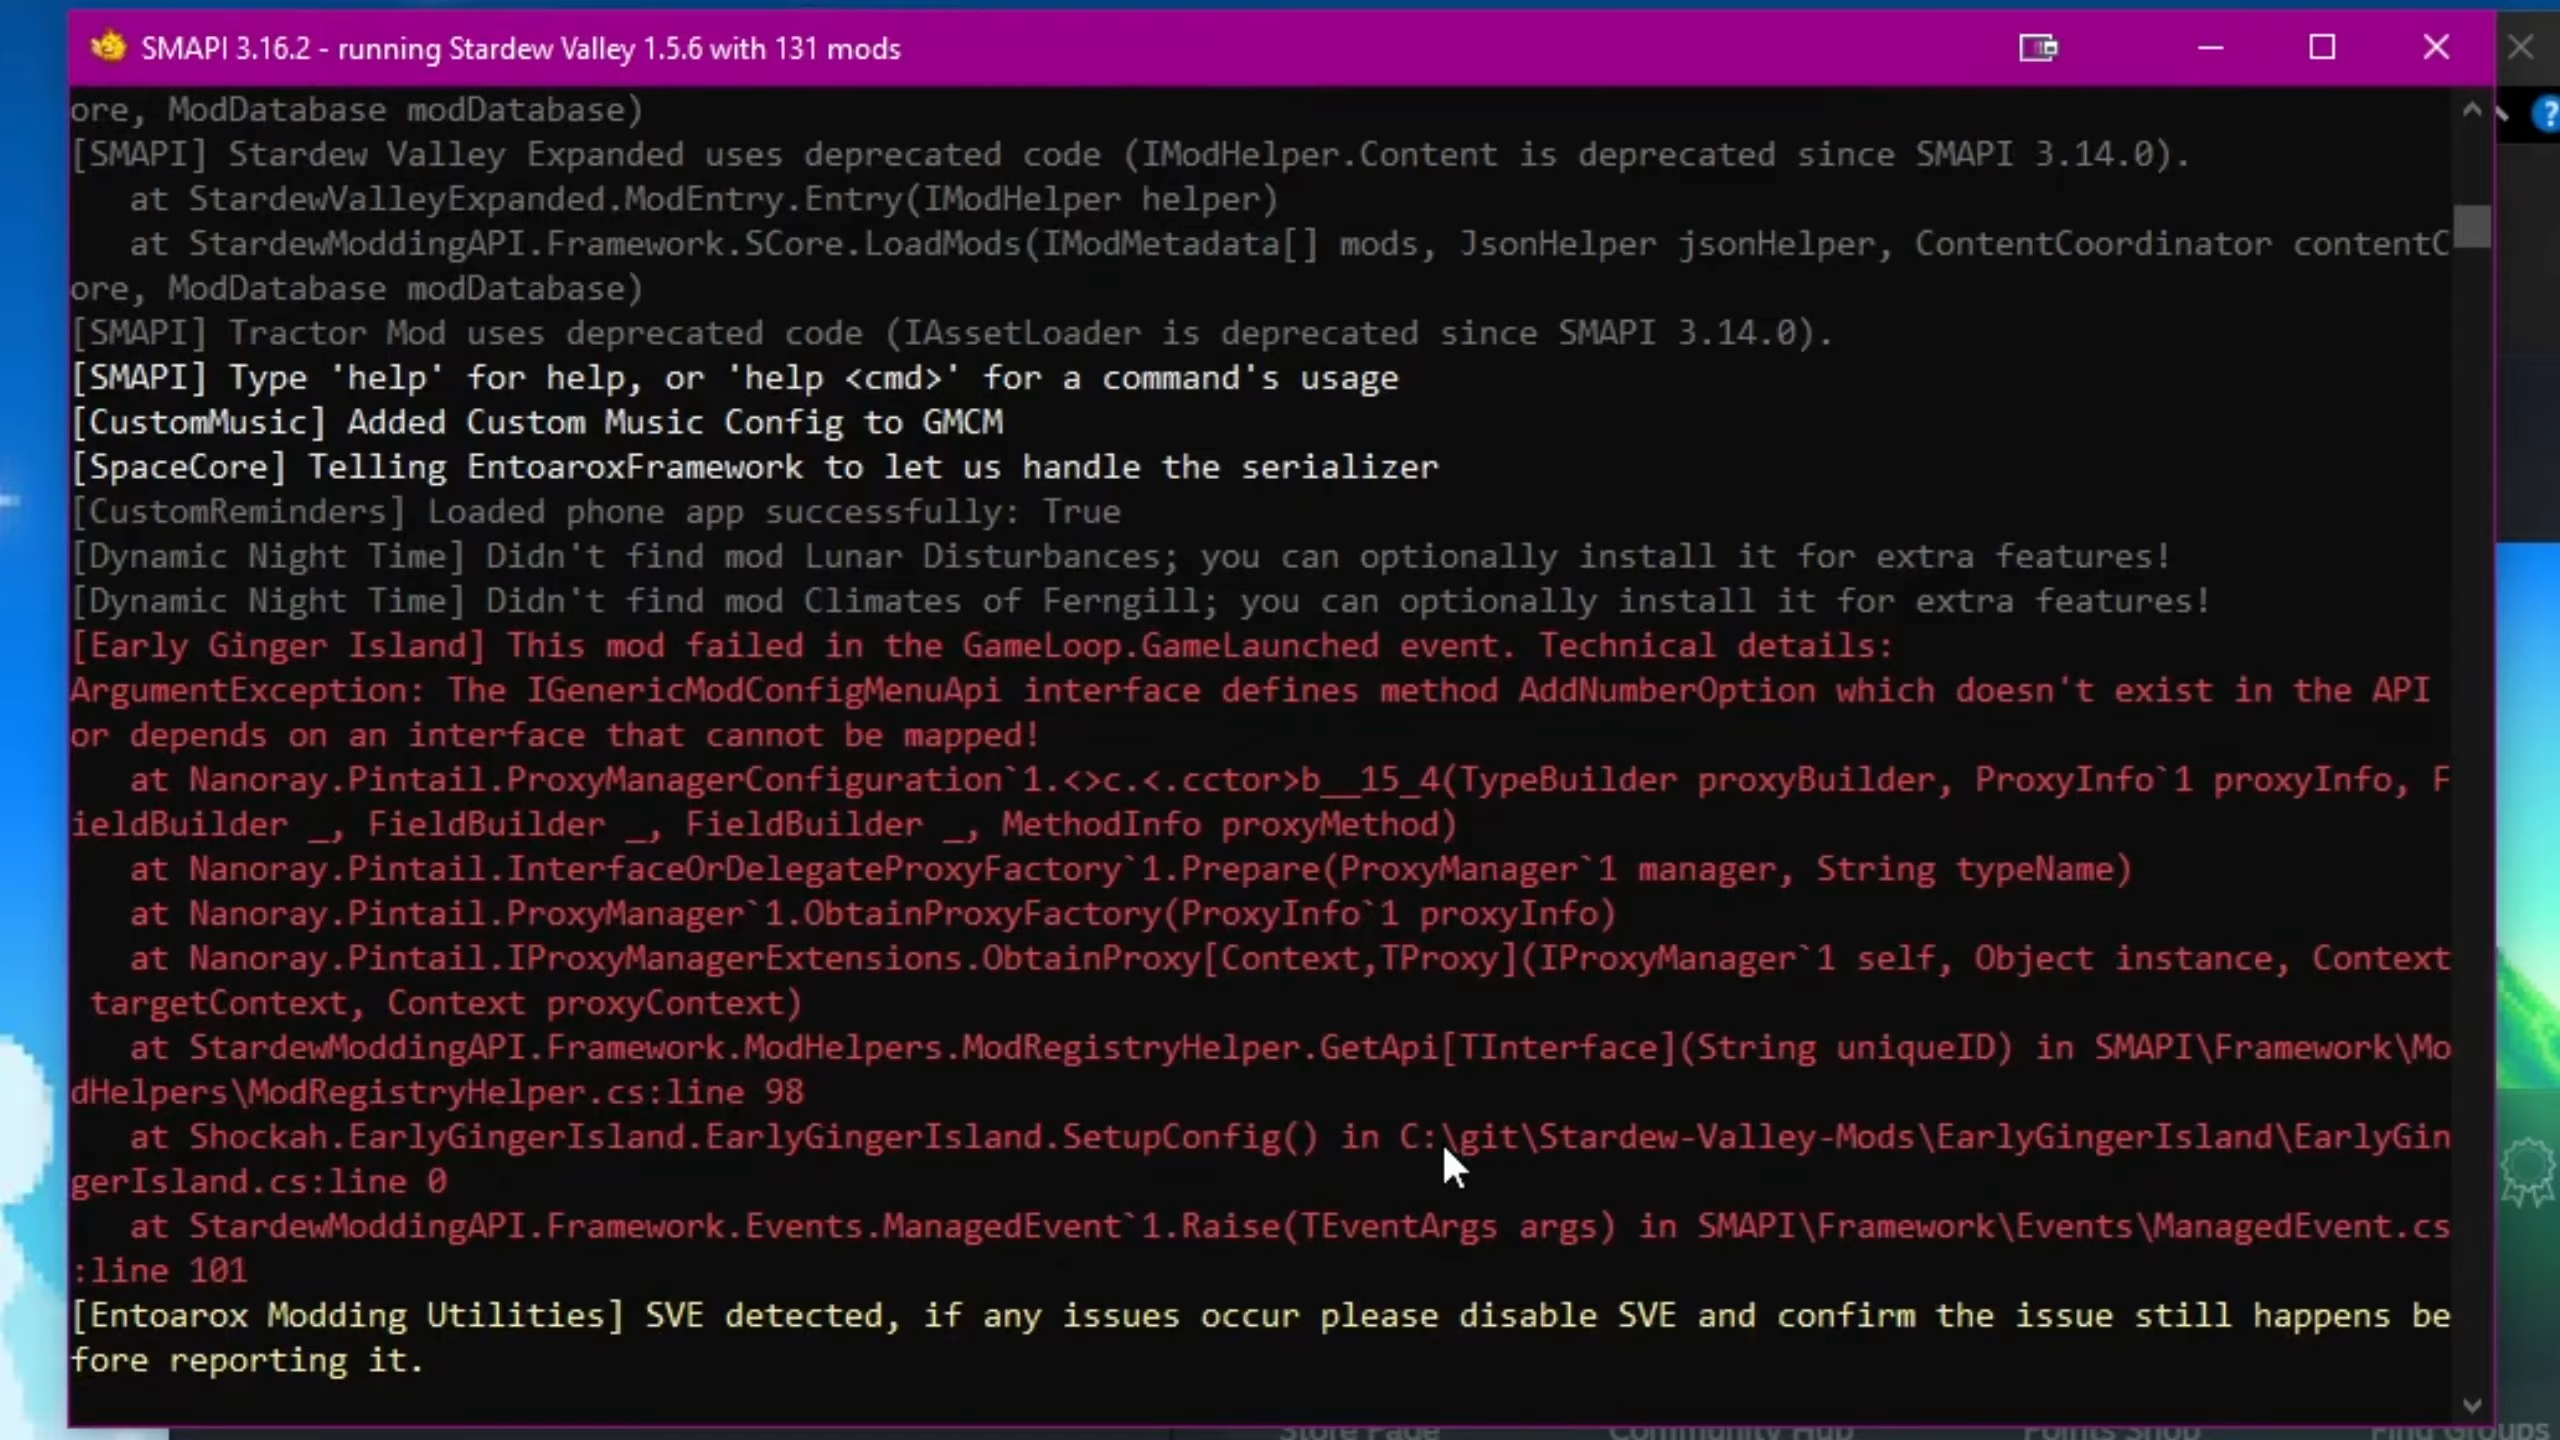 SMAPI 3.16.2 - running Stardew Valley 1.5.6 with 131 mods
ore, ModDatabase modDatabase)
[SMAPI] Stardew Valley Expanded uses deprecated code (IModHelper.Content is deprecated since SMAPI 3.14.0).
at StardewValleyExpanded.ModEntry.Entry(IModHelper helper)
at StardewModdingAPI.Framework.SCore.LoadMods(IModMetadata[] mods, JsonHelper jsonHelper, ContentCoordinator contentC
ore, ModDatabase modDatabase)
[SMAPI] Tractor Mod uses deprecated code (IAssetLoader is deprecated since SMAPI 3.14.0).
[SMAPI] Type 'help' for help, or 'help <cmd>' for a command's usage
[CustomMusic] Added Custom Music Config to GMCM
[SpaceCore] Telling EntoaroxFramework to let us handle the serializer
[CustomReminders] Loaded phone app successfully: True
[Dynamic Night Time] Didn't find mod Lunar Disturbances; you can optionally install it for extra features!
[Dynamic Night Time] Didn't find mod Climates of Ferngill; you can optionally install it for extra features!
[Early Ginger Island] This mod failed in the GameLoop.GameLaunched event. Technical details:
ArgumentException: The IGenericModConfigMenuApi interface defines method AddNumberOption which doesn't exist in the API
or depends on an interface that cannot be mapped!
at Nanoray.Pintail.ProxyManagerConfiguration`1.<>c.<.cctor>b__15_4(TypeBuilder proxyBuilder, ProxyInfo`1 proxyInfo, F
ieldBuilder _, FieldBuilder _, FieldBuilder _, MethodInfo proxyMethod)
at Nanoray.Pintail.InterfaceOrDelegateProxyFactory`1.Prepare(ProxyManager`1 manager, String typeName)
at Nanoray.Pintail.ProxyManager`1.ObtainProxyFactory(ProxyInfo`1 proxyInfo)
at Nanoray.Pintail.IProxyManagerExtensions.ObtainProxy[Context,TProxy](IProxyManager`1 self, Object instance, Context
targetContext, Context proxyContext)
at StardewModdingAPI.Framework.ModHelpers.ModRegistryHelper.GetApi[TInterface](String uniqueID) in SMAPI\Framework\Mo
dHelpers\ModRegistryHelper.cs:line 98
at Shockah.EarlyGingerIsland.EarlyGingerIsland.SetupConfig() in C:\git\Stardew-Valley-Mods\EarlyGingerIsland\EarlyGin
gerIsland.cs:line 0
at StardewModdingAPI.Framework.Events.ManagedEvent`1.Raise(TEventArgs args) in SMAPI\Framework\Events\ManagedEvent.cs
:line 101
[Entoarox Modding Utilities] SVE detected, if any issues occur please disable SVE and confirm the issue still happens be
fore reporting it.
Store Page Community Hub Points Shop Find Groups